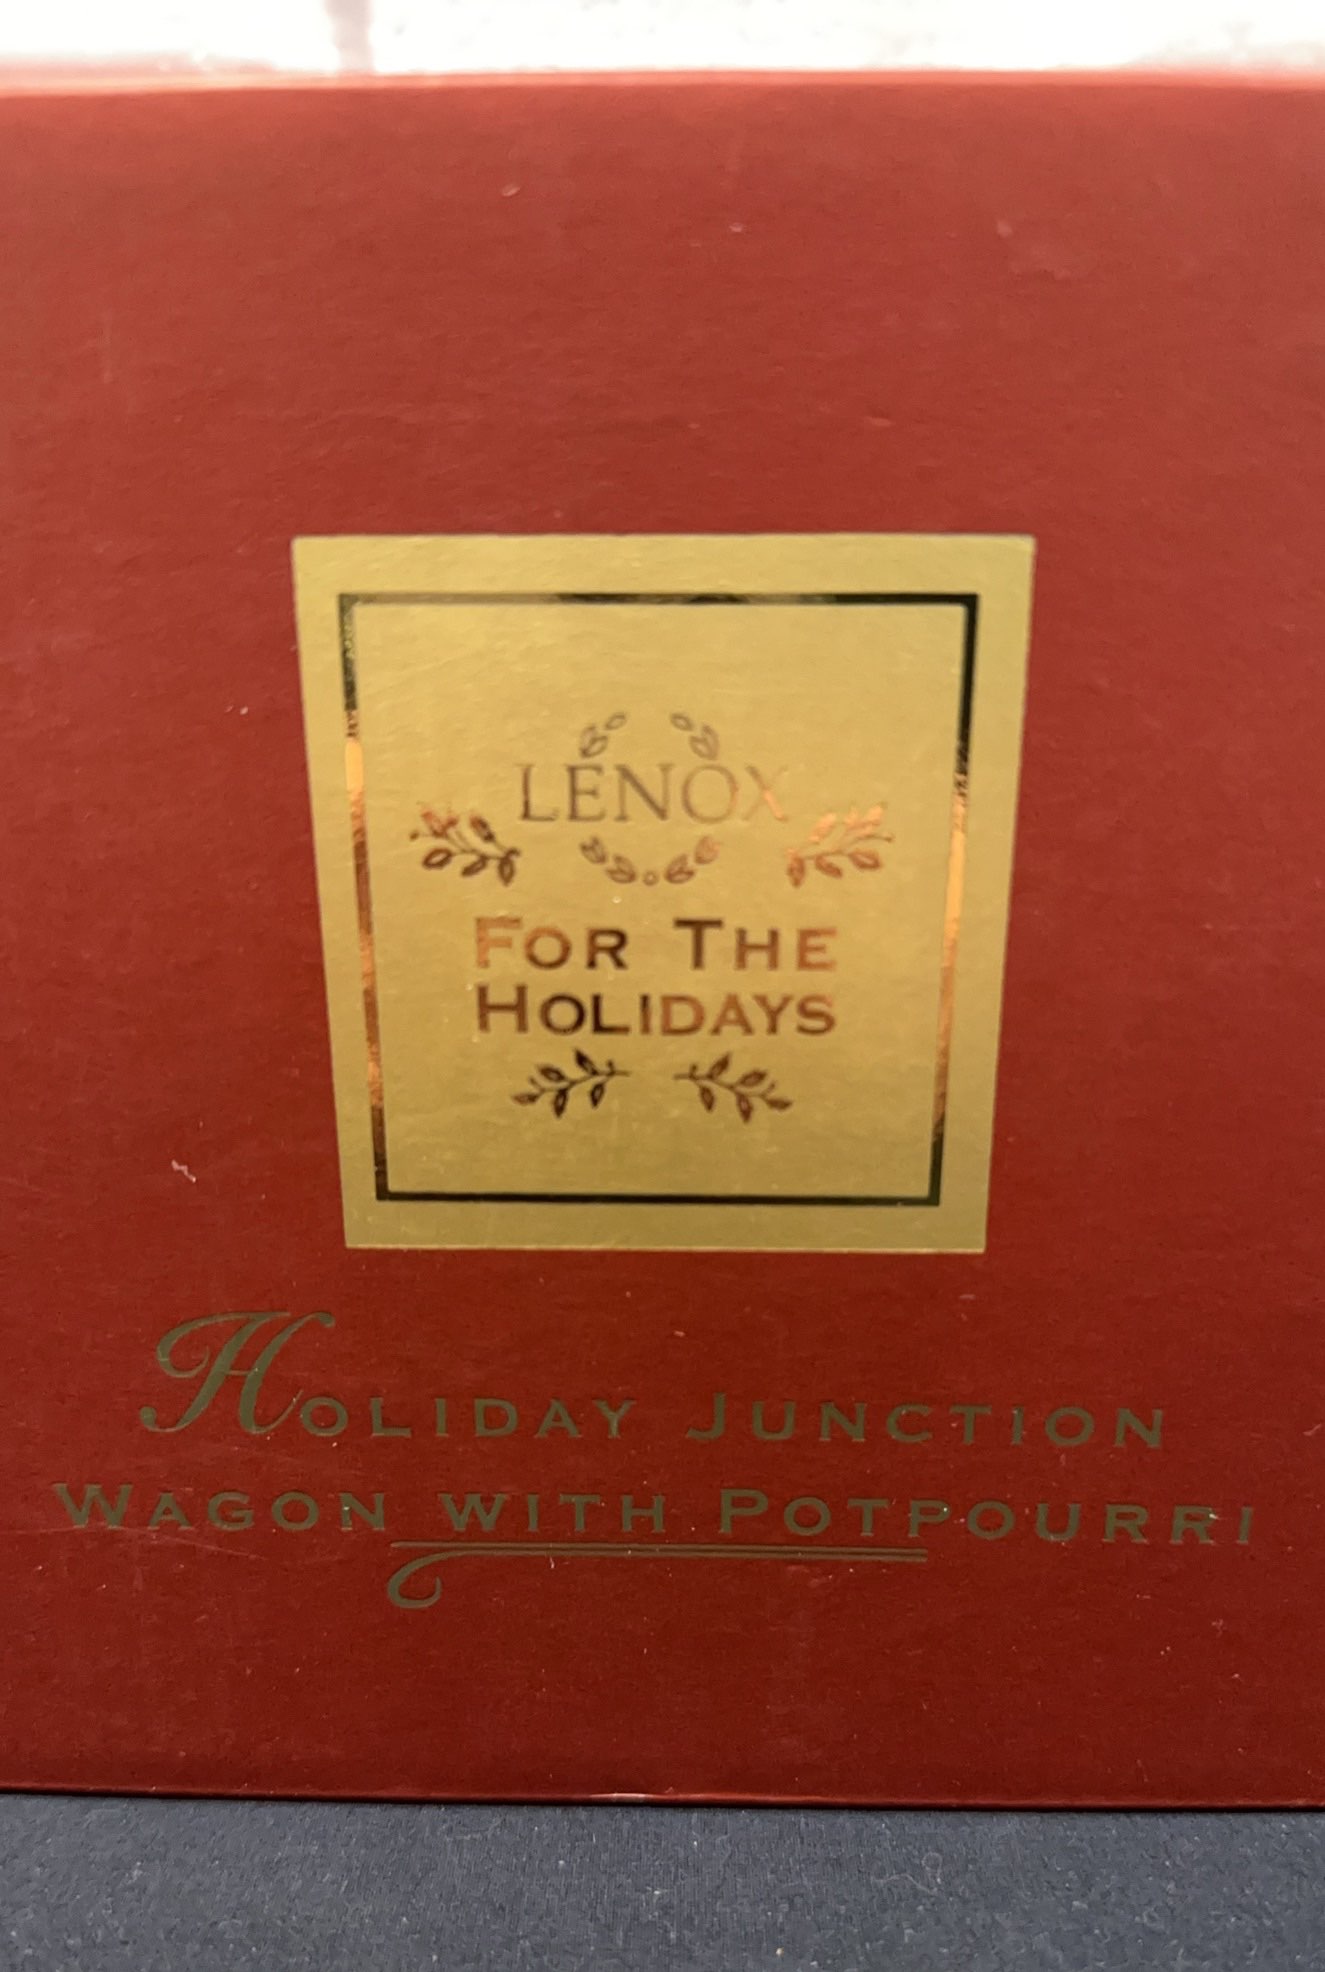 LENOX
FOR THE
HOLIDAYS
HOLIDAY JUNCTION
WAGON WITH POTPOURRI